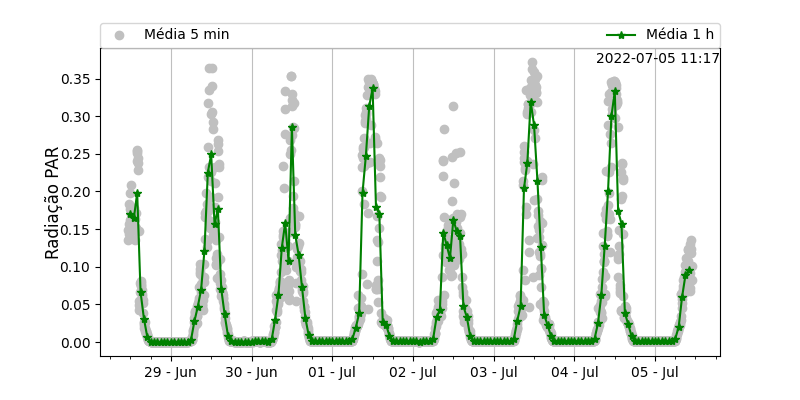 Média 5 min
Média 1 h
2022-07-05 11:17
Radiação PAR
0.35
0.30
0.25
0.20
0.15
0.10
0.05
0.00
29 - Jun
30 - Jun
01 - Jul
02 - Jul
03 - Jul
04 - Jul
05 - Jul